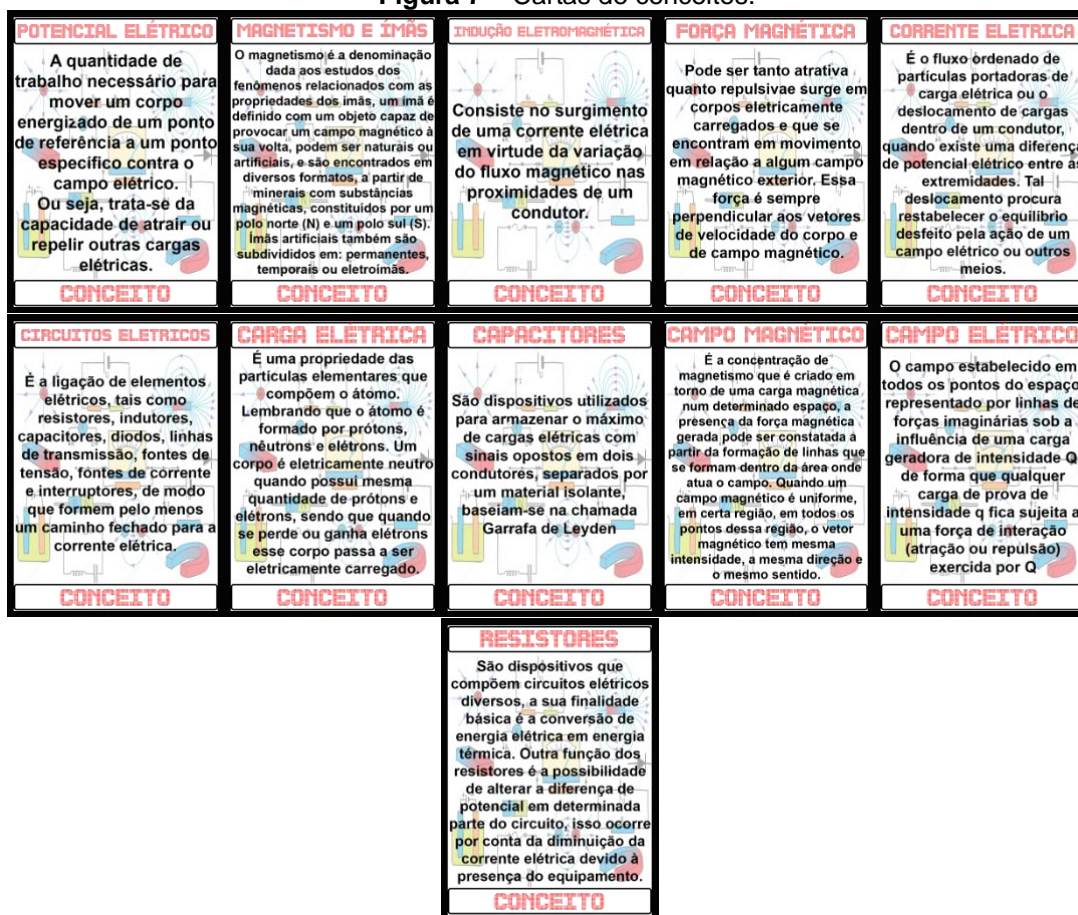 Figura 7 – Cartas de conceitos.
POTENCIAL ELÉTRICO
A quantidade de
trabalho necessário para
mover um corpo
energizado de um ponto
de referência a um ponto
específico contra o
campo elétrico.
Ou seja, trata-se da
capacidade de atrair ou
repelir outras cargas
elétricas.
CONCEITO
MAGNETISMO E ÍMÃS
O magnetismo é a denominação
dada aos estudos dos
fenômenos relacionados com as
propriedades dos imãs, um imã é
definido com um objeto capaz de
provocar um campo magnético à
sua volta, podem ser naturais ou
artificiais, e são encontrados em
diversos formatos, a partir de
minerais com substâncias
magnéticas, constituídos por um
polo norte (N) e um polo sul (S).
Ímãs artificiais também são
subdivididos em: permanentes,
temporais ou eletroímãs.
CONCEITO
INDUÇÃO ELETROMAGNÉTICA
Consiste no surgimento
de uma corrente elétrica
em virtude da variação
do fluxo magnético nas
proximidades de um
condutor.
CONCEITO
FORÇA MAGNÉTICA
Pode ser tanto atrativa
quanto repulsivae surge em
corpos eletricamente
carregados e que se
encontram em movimento
em relação a algum campo
magnético exterior. Essa
força é sempre
perpendicular aos vetores
de velocidade do corpo e
de campo magnético.
CONCEITO
CORRENTE ELETRICA
É o fluxo ordenado de
partículas portadoras de
carga elétrica ou o
deslocamento de cargas
dentro de um condutor,
quando existe uma diferença
de potencial elétrico entre as
extremidades. Tal
deslocamento procura
restabelecer o equilíbrio
desfeito pela ação de um
campo elétrico ou outros
meios.
CONCEITO
CIRCUITOS ELETRICOS
É a ligação de elementos
elétricos, tais como
resistores, indutores,
capacitores, diodos, linhas
de transmissão, fontes de
tensão, fontes de corrente
e interruptores, de modo
que formem pelo menos
um caminho fechado para a
corrente elétrica.
CONCEITO
CARGA ELÉTRICA
É uma propriedade das
partículas elementares que
compõem o átomo.
Lembrando que o átomo é
formado por prótons,
nêutrons e elétrons. Um
corpo é eletricamente neutro
quando possui mesma
quantidade de prótons e
elétrons, sendo que quando
se perde ou ganha elétrons
esse corpo passa a ser
eletricamente carregado.
CONCEITO
CAPACITORES
São dispositivos utilizados
para armazenar o máximo
de cargas elétricas com
sinais opostos em dois
condutores, separados por
um material isolante,
baseiam-se na chamada
Garrafa de Leyden
CONCEITO
CAMPO MAGNÉTICO
É a concentração de
magnetismo que é criado em
torno de uma carga magnética
num determinado espaço, a
presença da força magnética
gerada pode ser constatada a
partir da formação de linhas que
se formam dentro da área onde
atua o campo. Quando um
campo magnético é uniforme,
em certa região, em todos os
pontos dessa região, o vetor
magnético tem mesma
intensidade, a mesma direção e
o mesmo sentido.
CONCEITO
CAMPO ELÉTRICO
O campo estabelecido em
todos os pontos do espaço
representado por linhas de
forças imaginárias sob a
influência de uma carga
geradora de intensidade Q
de forma que qualquer
carga de prova de
intensidade q fica sujeita a
uma força de interação
(atração ou repulsão)
exercida por Q
CONCEITO
RESISTORES
São dispositivos que
compõem circuitos elétricos
diversos, a sua finalidade
básica é a conversão de
energia elétrica em energia
térmica. Outra função dos
resistores é a possibilidade
de alterar a diferença de
potencial em determinada
parte do circuito, isso ocorre
por conta da diminuição da
corrente elétrica devido à
presença do equipamento.
CONCEITO